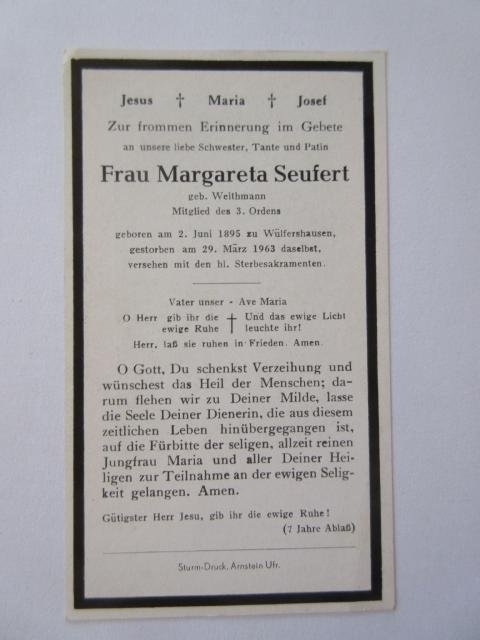 Jesus † Maria † Josef
Zur frommen Erinnerung im Gebete
an unsere liebe Schwester, Tante und Patin
Frau Margareta Seufert
geb. Weithmann
Mitglied des 3. Ordens
geboren am 2. Juni 1895 zu Wülfershausen,
gestorben am 29. März 1963 daselbst,
versehen mit den hl. Sterbesakramenten.
Vater unser - Ave Maria
O Herr gib ihr die † Und das ewige Licht
ewige Ruhe leuchte ihr!
Herr, laß sie ruhen in Frieden. Amen.
O Gott, Du schenkst Verzeihung und
wünschest das Heil der Menschen; da-
rum flehen wir zu Deiner Milde, lasse
die Seele Deiner Dienerin, die aus diesem
zeitlichen Leben hinübergegangen ist,
auf die Fürbitte der seligen, allzeit reinen
Jungfrau Maria und aller Deiner Hei-
ligen zur Teilnahme an der ewigen Selig-
keit gelangen. Amen.
Gütigster Herr Jesu, gib ihr die ewige Ruhe!
(7 Jahre Ablaß)
Sturm-Druck, Arnstein Ufr.